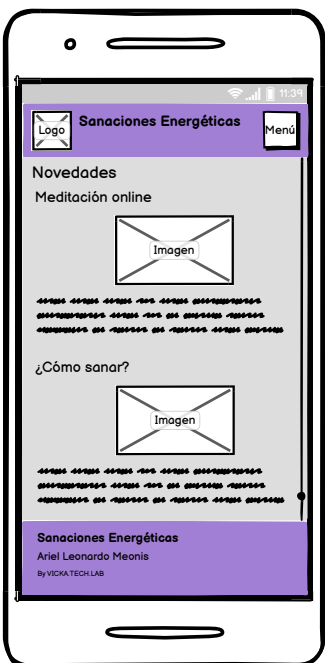 11:39
Logo
Sanaciones Energéticas
Menú
Novedades
Meditación online
Imagen
¿Cómo sanar?
Imagen
Sanaciones Energéticas
Ariel Leonardo Meonis
By VICKA.TECH.LAB